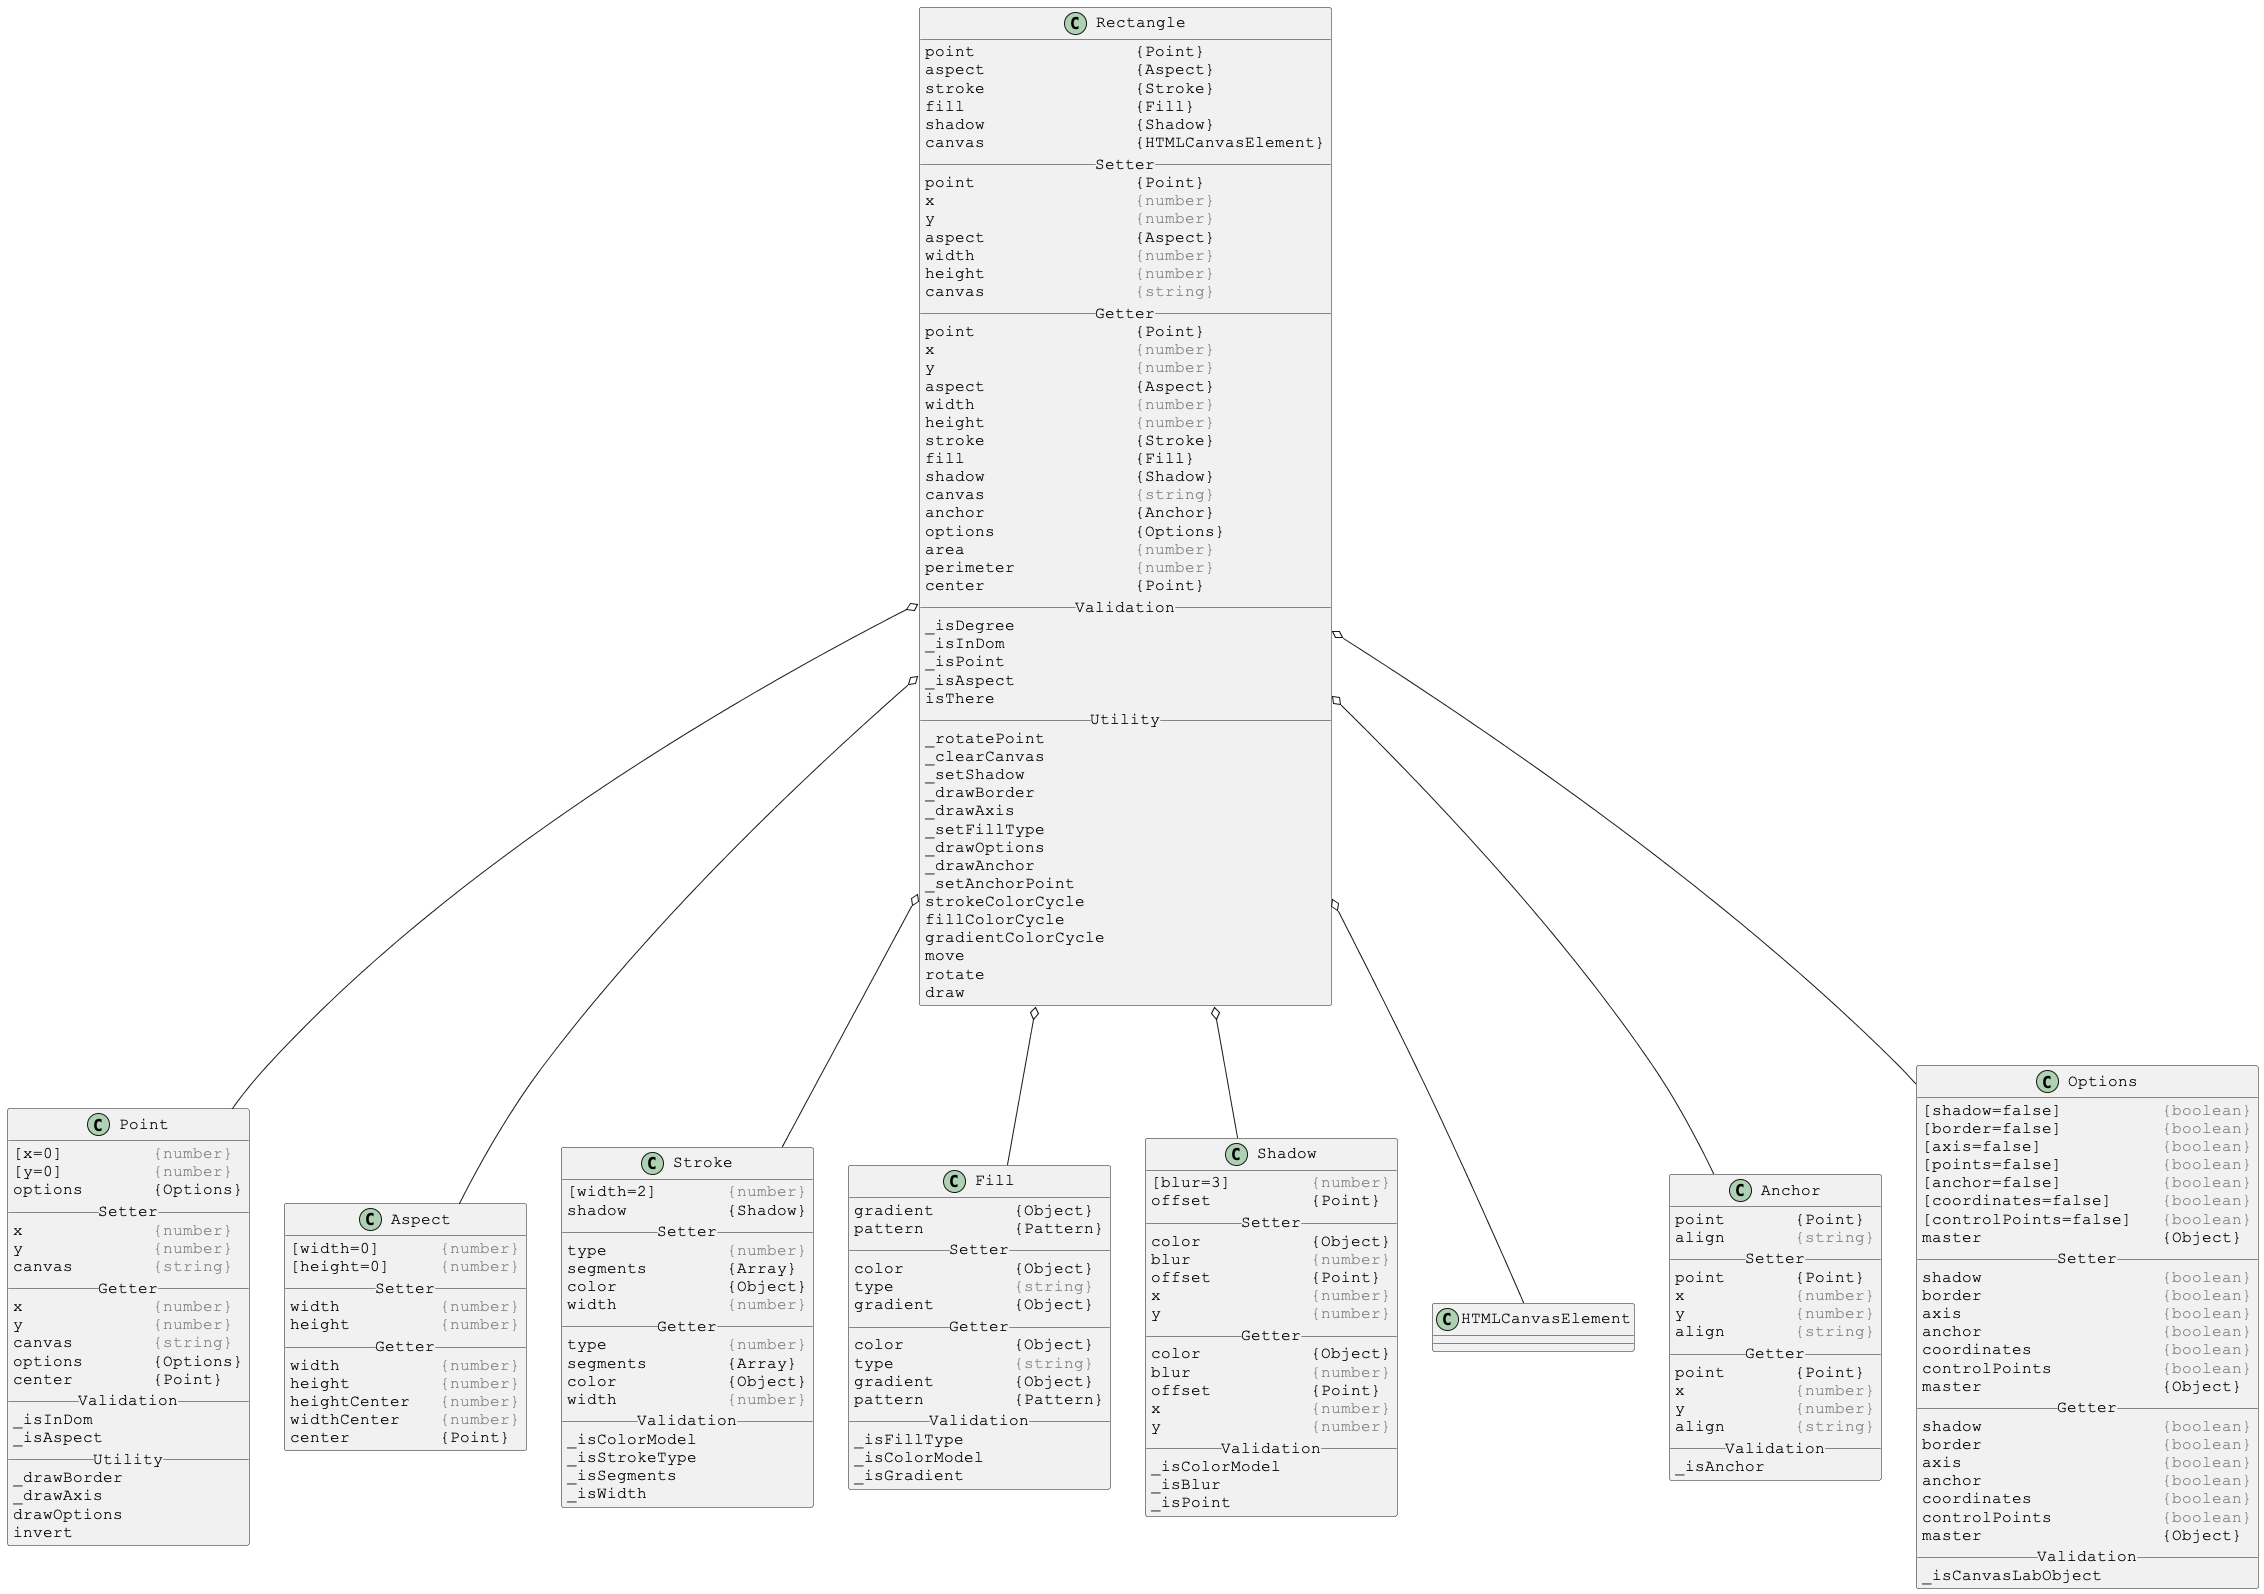 C Rectangle
point {Point}
aspect {Aspect}
stroke {Stroke}
fill {Fill}
shadow {Shadow}
canvas {HTMLCanvasElement}
Setter
point {Point}
x {number}
y {number}
aspect {Aspect}
width {number}
height {number}
canvas {string}
Getter
point {Point}
x {number}
y {number}
aspect {Aspect}
width {number}
height {number}
stroke {Stroke}
fill {Fill}
shadow {Shadow}
canvas {string}
anchor {Anchor}
options {Options}
area {number}
perimeter {number}
center {Point}
Validation
_isDegree
_isInDom
_isPoint
_isAspect
isThere
Utility
_rotatePoint
_clearCanvas
_setShadow
_drawBorder
_drawAxis
_setFillType
_drawOptions
_drawAnchor
_setAnchorPoint
strokeColorCycle
fillColorCycle
gradientColorCycle
move
rotate
draw
C Point
[x=0] {number}
[y=0] {number}
options {Options}
Setter
x {number}
y {number}
canvas {string}
Getter
x {number}
y {number}
canvas {string}
options {Options}
center {Point}
Validation
_isInDom
_isAspect
Utility
_drawBorder
_drawAxis
drawOptions
invert
C Aspect
[width=0] {number}
[height=0] {number}
Setter
width {number}
height {number}
Getter
width {number}
height {number}
heightCenter {number}
widthCenter {number}
center {Point}
C Stroke
[width=2] {number}
shadow {Shadow}
Setter
type {number}
segments {Array}
color {Object}
width {number}
Getter
type {number}
segments {Array}
color {Object}
width {number}
Validation
_isColorModel
_isStrokeType
_isSegments
_isWidth
C Fill
gradient {Object}
pattern {Pattern}
Setter
color {Object}
type {string}
gradient {Object}
Getter
color {Object}
type {string}
gradient {Object}
pattern {Pattern}
Validation
_isFillType
_isColorModel
_isGradient
C Shadow
[blur=3] {number}
offset {Point}
Setter
color {Object}
blur {number}
offset {Point}
x {number}
y {number}
Getter
color {Object}
blur {number}
offset {Point}
x {number}
y {number}
Validation
_isColorModel
_isBlur
_isPoint
C HTMLCanvasElement
C Anchor
point {Point}
align {string}
Setter
point {Point}
x {number}
y {number}
align {string}
Getter
point {Point}
x {number}
y {number}
align {string}
Validation
_isAnchor
C Options
[shadow=false] {boolean}
[border=false] {boolean}
[axis=false] {boolean}
[points=false] {boolean}
[anchor=false] {boolean}
[coordinates=false] {boolean}
[controlPoints=false] {boolean}
master {Object}
Setter
shadow {boolean}
border {boolean}
axis {boolean}
anchor {boolean}
coordinates {boolean}
controlPoints {boolean}
master {Object}
Getter
shadow {boolean}
border {boolean}
axis {boolean}
anchor {boolean}
coordinates {boolean}
controlPoints {boolean}
master {Object}
Validation
_isCanvasLabObject